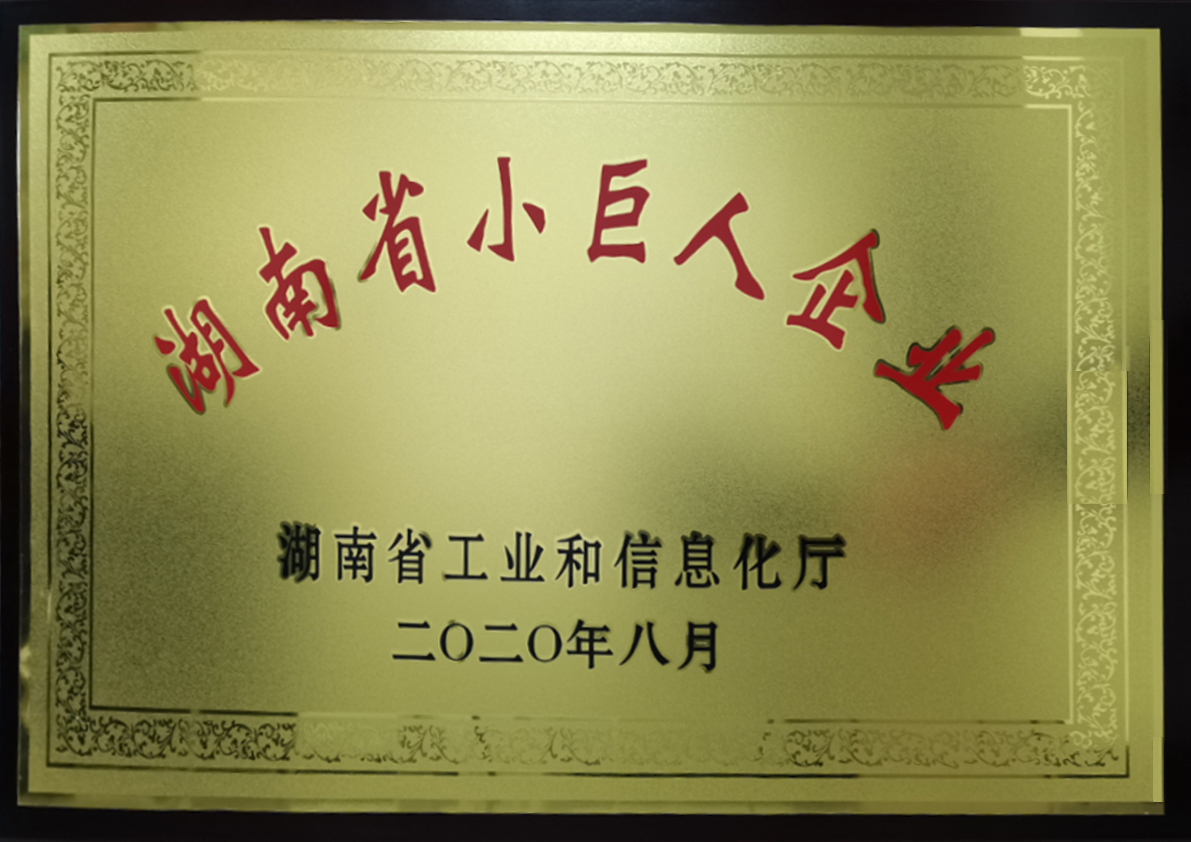 湖南省小巨人企业
湖南省工业和信息化厅
二〇二〇年八月